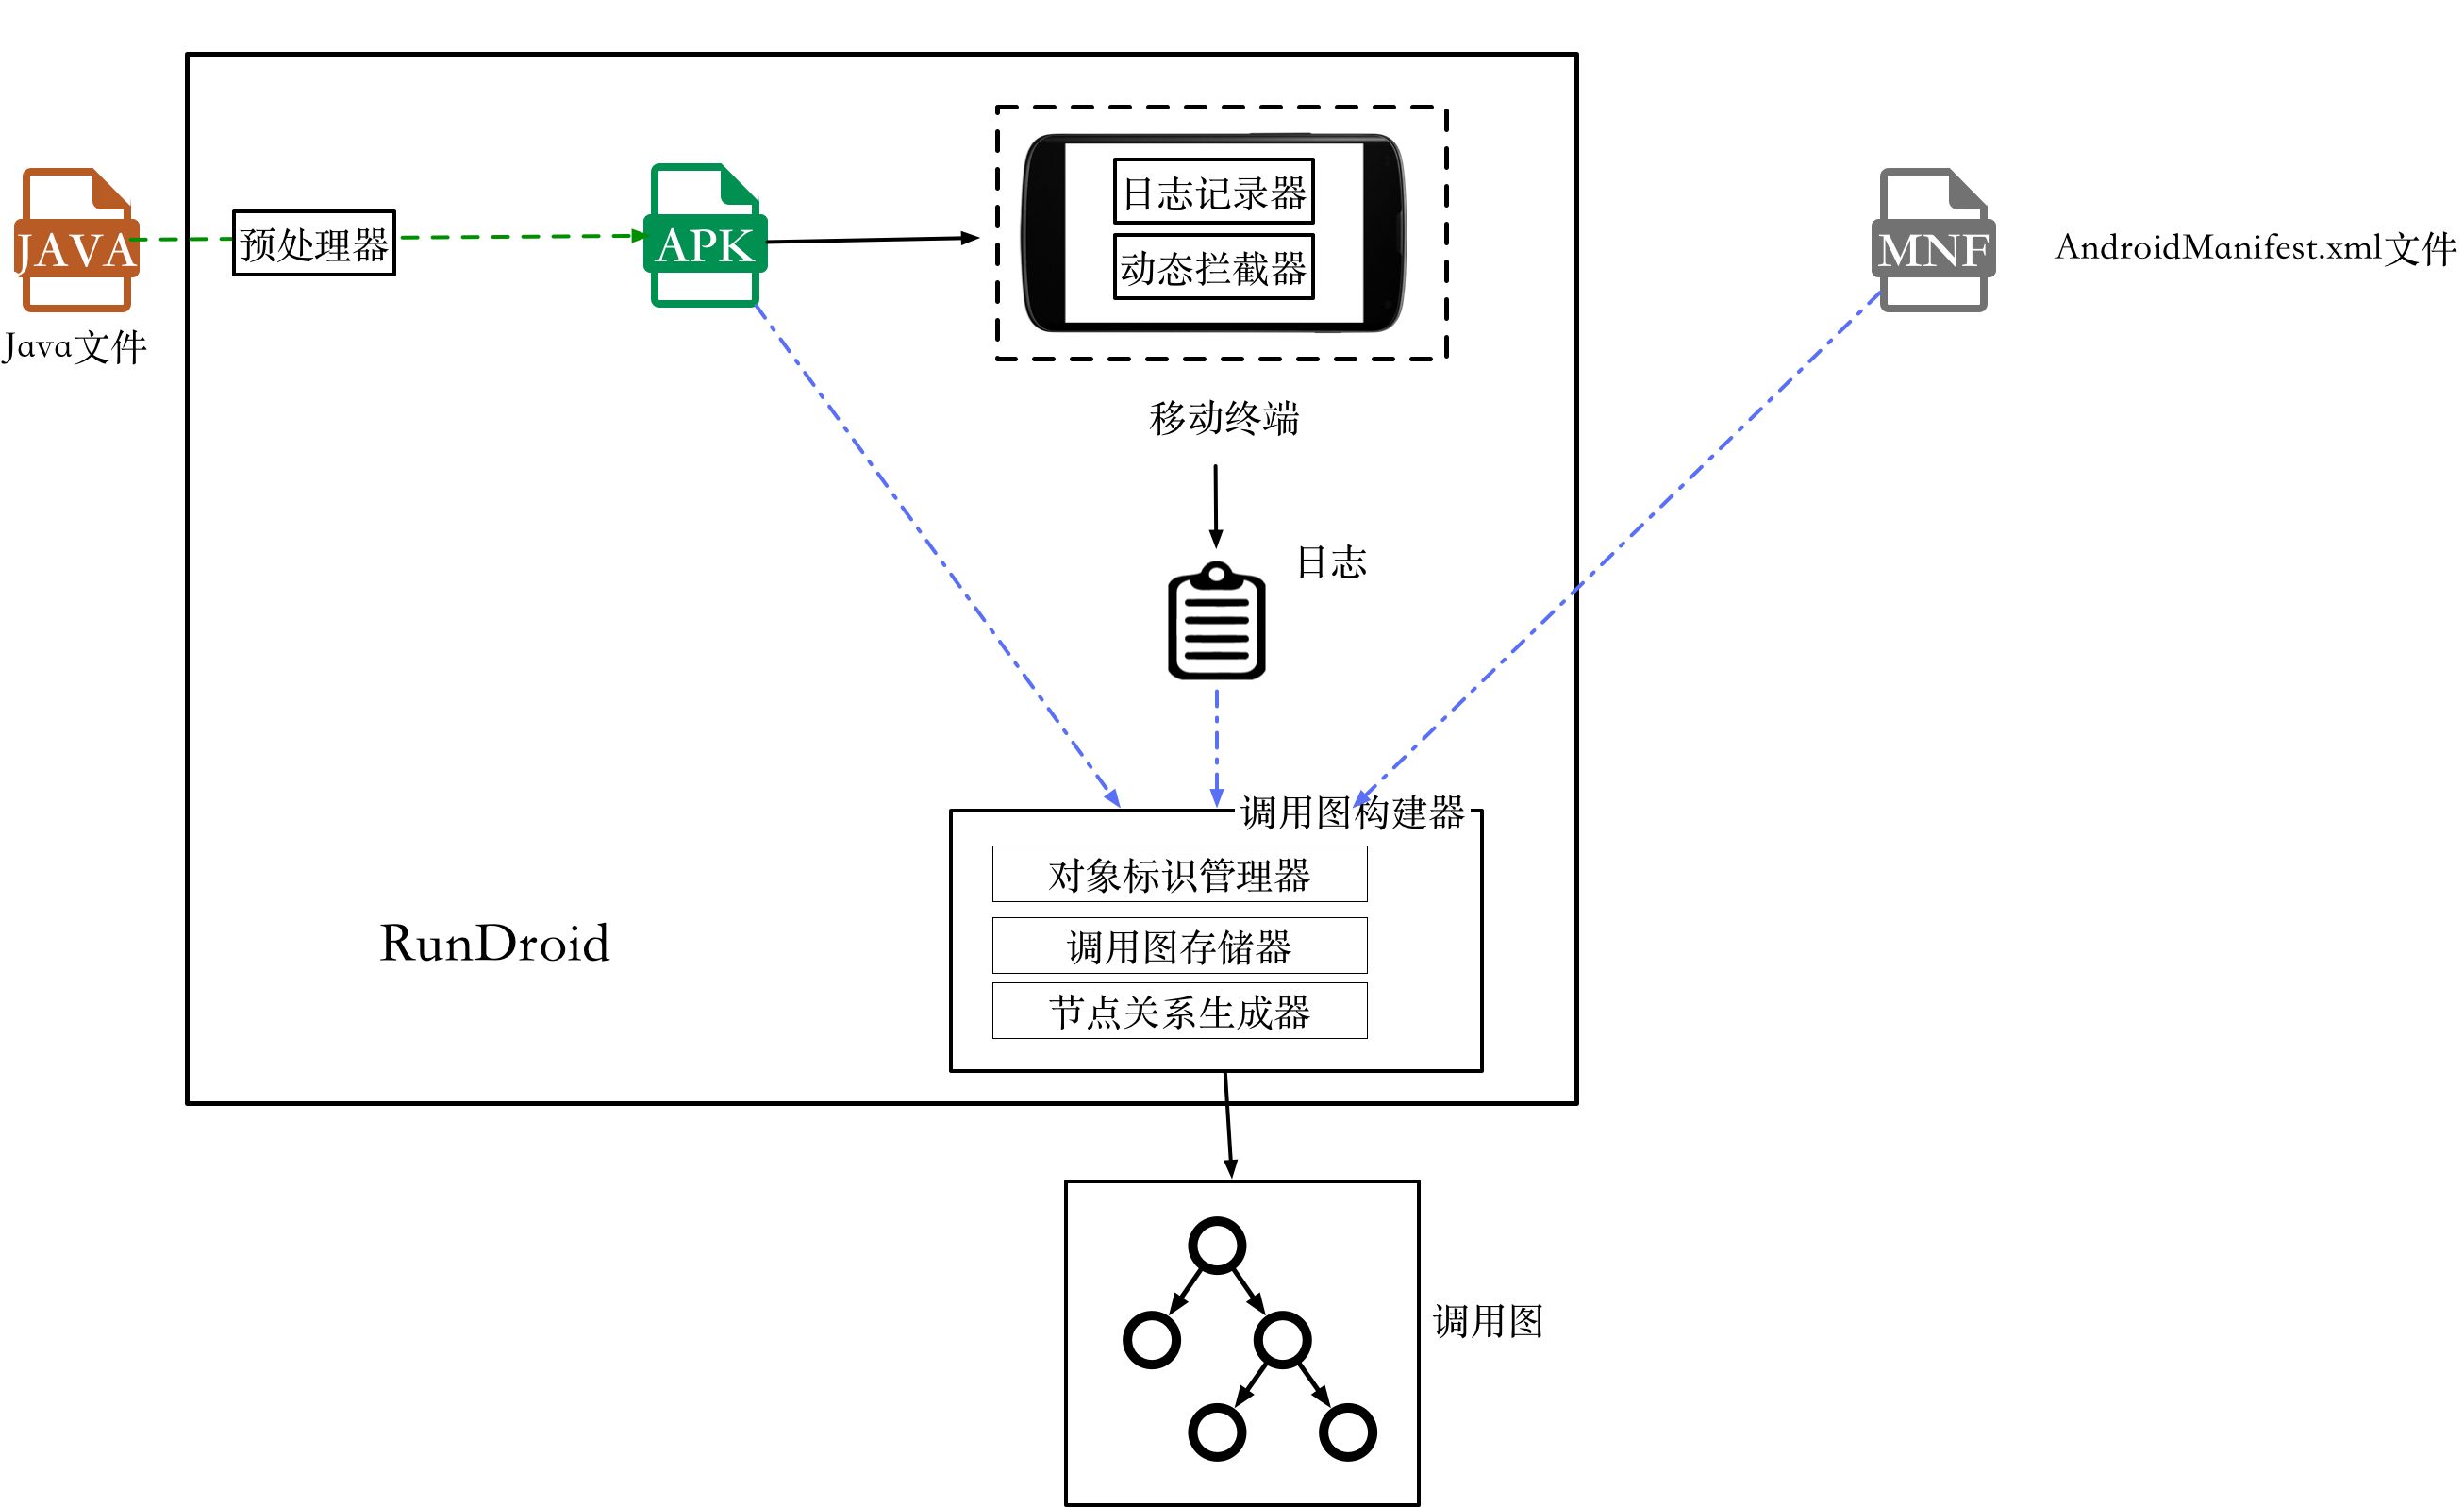 日志记录器
动态拦截器
JAVA
预处理器
APK
MNF
AndroidManifest.xml文件
Java文件
移动终端
日志
调用图构建器
对象标识管理器
调用图存储器
节点关系生成器
RunDroid
调用图